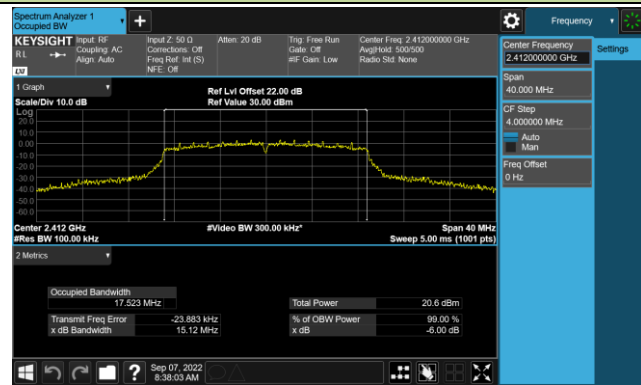 Spectrum Analyzer 1
Occupied BW
Frequency
KEYSIGHT
Input: RF
Input Z: 50 Ω
Atten: 20 dB
Trig: Free Run
Center Freq: 2.412000000 GHz
RL
Coupling: AC
Corrections: Off
Gate: Off
Avg|Hold: 500/500
Align: Auto
Freq Ref: Int (S)
#IF Gain: Low
Radio Std: None
LXI
NFE: Off
Center Frequency
2.412000000 GHz
Settings
Span
40.000 MHz
CF Step
4.000000 MHz
Auto
Man
Freq Offset
0 Hz
1 Graph
Ref Lvl Offset 22.00 dB
Scale/Div 10.0 dB
Ref Value 30.00 dBm
Log
20.0
10.0
0.00
-10.0
-20.0
-30.0
-40.0
-50.0
-60.0
Center 2.412 GHz
#Video BW 300.00 kHz*
Span 40 MHz
#Res BW 100.00 kHz
Sweep 5.00 ms (1001 pts)
2 Metrics
Occupied Bandwidth
17.523 MHz
Total Power
20.6 dBm
Transmit Freq Error
-23.883 kHz
% of OBW Power
99.00 %
x dB Bandwidth
15.12 MHz
x dB
-6.00 dB
?
Sep 07, 2022
8:38:03 AM